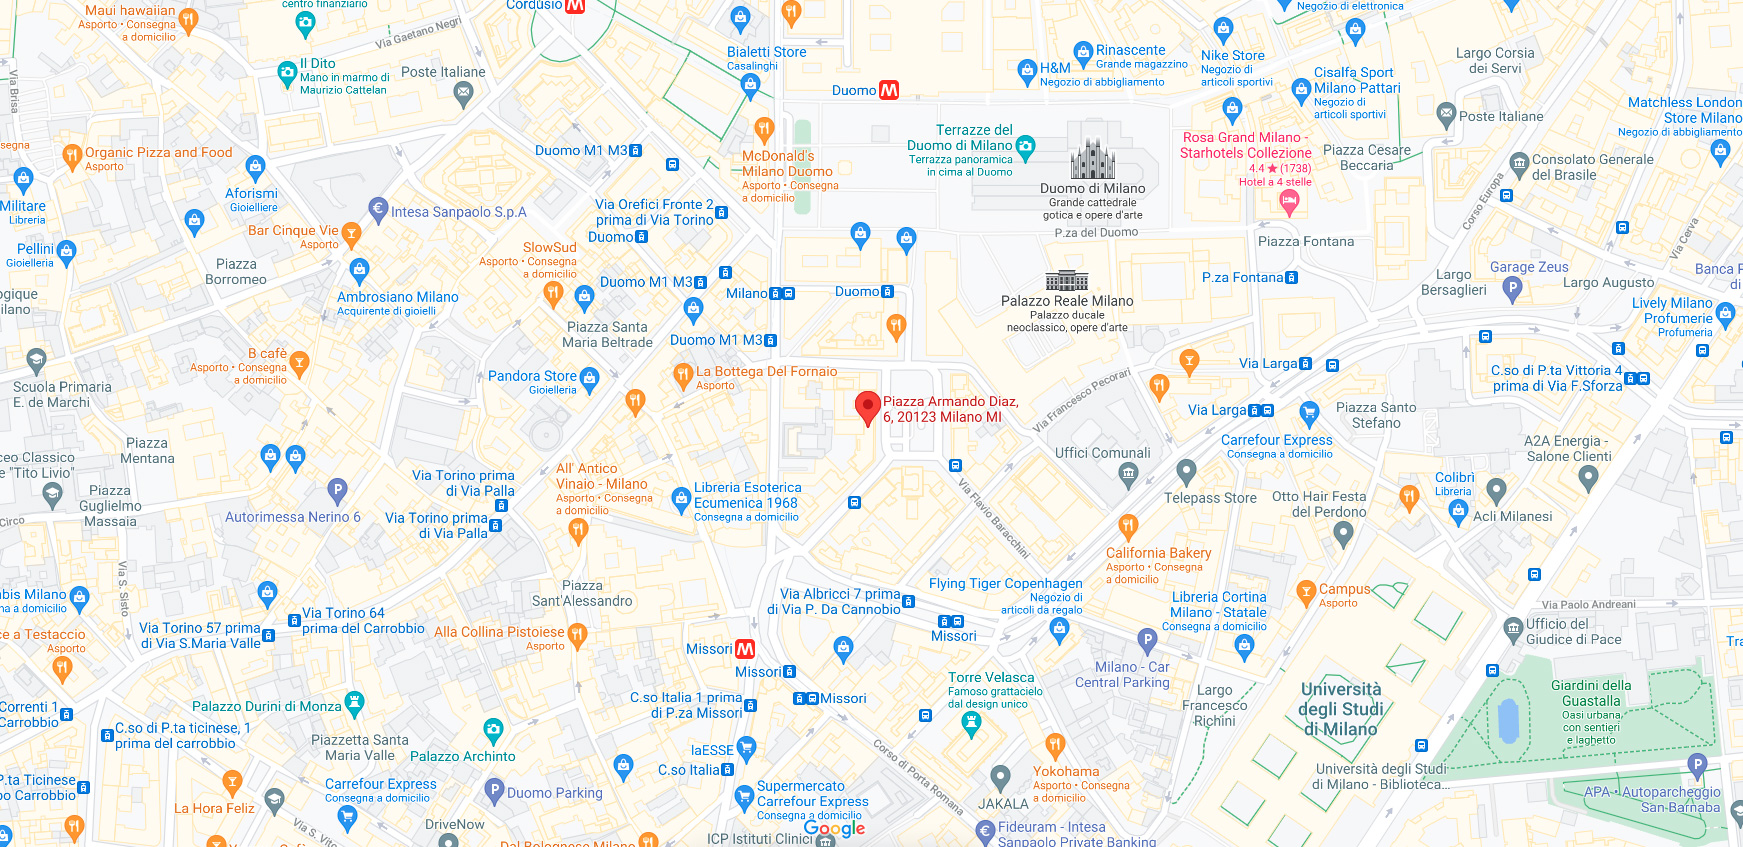 Maui hawaiian
Asporto • Consegna
a domicilio
centro finanziario
Cordusio
M
Via Gaetano Negri
Via Brisa
Il Dito
Mano in marmo di
Maurizio Cattelan
Poste Italiane
Bialetti Store
Casalinghi
Duomo
M
H&M
Negozio di abbigliamento
Rinascente
Grande magazzino
Nike Store
Negozio di
articoli sportivi
Negozio di elettronica
Cisalfa Sport
Milano Pattari
Negozio di
articoli sportivi
Largo Corsia
dei Servi
Poste Italiane
Matchless London
Store Milano
Negozio di abbigliamento
segna
Organic Pizza and Food
Asporto
Duomo M1 M3
McDonald's
Milano Duomo
Asporto • Consegna
a domicilio
Terrazze del
Duomo di Milano
Terrazza panoramica
in cima al Duomo
Duomo di Milano
Grande cattedrale
gotica e opere d'arte
P.za del Duomo
Rosa Grand Milano -
Starhotels Collezione
4.4 ★ (1738)
Hotel a 4 stelle
Piazza Cesare
Beccaria
Consolato Generale
del Brasile
Corso Europa
Via Cerva
Militare
Libreria
Aforismi
Gioielliere
Intesa Sanpaolo S.p.A
Via Orefici Fronte 2
prima di Via Torino
Duomo
Bar Cinque Vie
Asporto
SlowSud
Asporto • Consegna
a domicilio
Pellini
Gioielleria
Piazza
Borromeo
Ambrosiano Milano
Acquirente di gioielli
Duomo M1 M3
Milano
Duomo
Palazzo Reale Milano
Palazzo ducale
neoclassico, opere d'arte
Piazza Fontana
P.za Fontana
Largo
Bersaglieri
Garage Zeus
Largo Augusto
Banca P
di
Lively Milano
Profumerie
Profumeria
ogique
ilano
Piazza Santa
Maria Beltrade
Duomo M1 M3
B cafè
Asporto • Consegna
a domicilio
Scuola Primaria
E. de Marchi
Pandora Store
Gioielleria
La Bottega Del Fornaio
Asporto
Piazza Armando Diaz,
6, 20123 Milano MI
Via Francesco Pecorari
Via Larga
Via Larga
C.so di P.ta Vittoria 4
prima di Via F.Sforza
Carrefour Express
Consegna a domicilio
Piazza Santo
Stefano
A2A Energia -
Salone Clienti
Piazza
Mentana
ceo Classico
e "Tito Livio"
Piazza
Guglielmo
Massaia
Circo
Autorimessa Nerino 6
Via Torino prima
di Via Palla
Via Torino prima
di Via Palla
All' Antico
Vinaio - Milano
Asporto • Consegna
a domicilio
Libreria Esoterica
Ecumenica 1968
Consegna a domicilio
Via Flavio Baracchini
Uffici Comunali
Telepass Store
Otto Hair Festa
del Perdono
Colibrì
Libreria
Acli Milanesi
California Bakery
Asporto • Consegna
a domicilio
Via S. Sisto
Piazza
Sant'Alessandro
Via Albricci 7 prima
di Via P. Da Cannobio
Flying Tiger Copenhagen
Negozio di
articoli da regalo
Libreria Cortina
Milano - Statale
Consegna a domicilio
Campus
Asporto
Via Paolo Andreani
Ufficio del
Giudice di Pace
Tra
abis Milano
na a domicilio
ce a Testaccio
Asporto
Via Torino 57 prima
di Via S.Maria Valle
Via Torino 64
prima del Carrobbio
Alla Collina Pistoiese
Asporto
Missori
M
Missori
Missori
Missori
Milano - Car
Central Parking
Torre Velasca
Famoso grattacielo
dal design unico
C.so Italia 1 prima
di P.za Missori
Largo
Francesco
Richini
Università
degli Studi
di Milano
Giardini della
Guastalla
Oasi urbana,
con sentieri
e laghetto
Correnti 1
Carrobbio
C.so di P.ta ticinese, 1
prima del carrobbio
Palazzo Durini di Monza
Piazzetta Santa
Maria Valle
Palazzo Archinto
laESSE
C.so Italia
Corso di Porta Romana
Yokohama
Asporto • Consegna
a domicilio
JAKALA
Università degli Studi
di Milano - Biblioteca...
APA - Autoparcheggio
San Barnaba
P.ta Ticinese
po Carrobbio
La Hora Feliz
Carrefour Express
Consegna a domicilio
Duomo Parking
Supermercato
Carrefour Express
Consegna a domicilio
Google
Via S. Vito
DriveNow
Dal Bolognese Milano
ICP Istituti Clinici
Fideuram - Intesa
Sanpaolo Private Banking